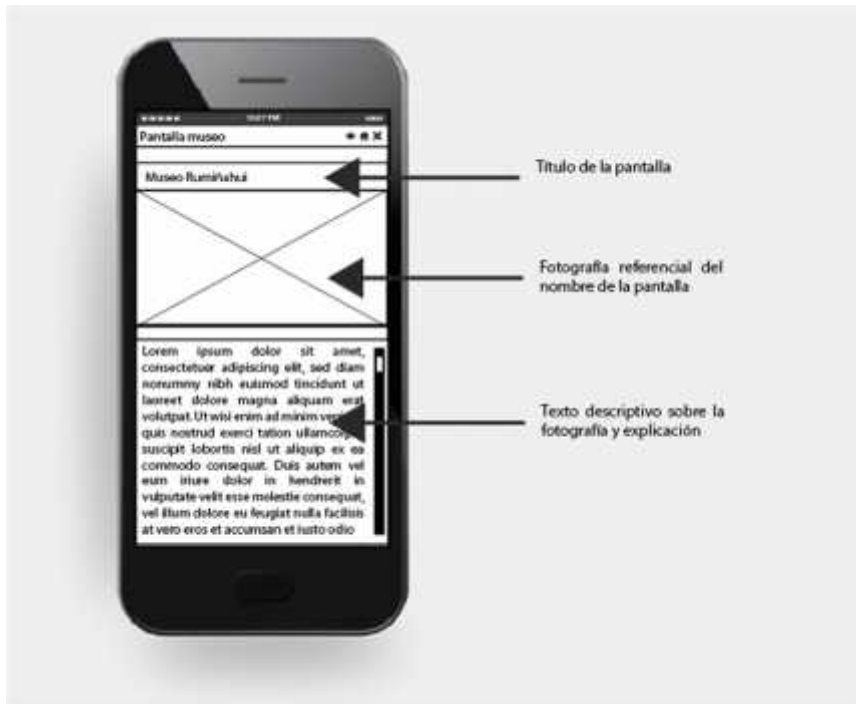 Pantalla museo
Museo Rumiñahui
Título de la pantalla
Fotografía referencial del
nombre de la pantalla
Lorem ipsum dolor sit amet,
consectetuer adipiscing elit, sed diam
nonummy nibh euismod tincidunt ut
laoreet dolore magna aliquam erat
volutpat. Ut wisi enim ad minim
quis nostrud exerci tation
suscipit lobortis nisl ut aliquip ex ea
commodo consequat. Duis autem vel
eum iriure dolor in hendrerit in
vulputate velit esse molestie consequat,
vel illum dolore eu feugiat nulla facilisis
at vero eros et accumsan et iusto odio
Texto descriptivo sobre la
fotografía y explicación